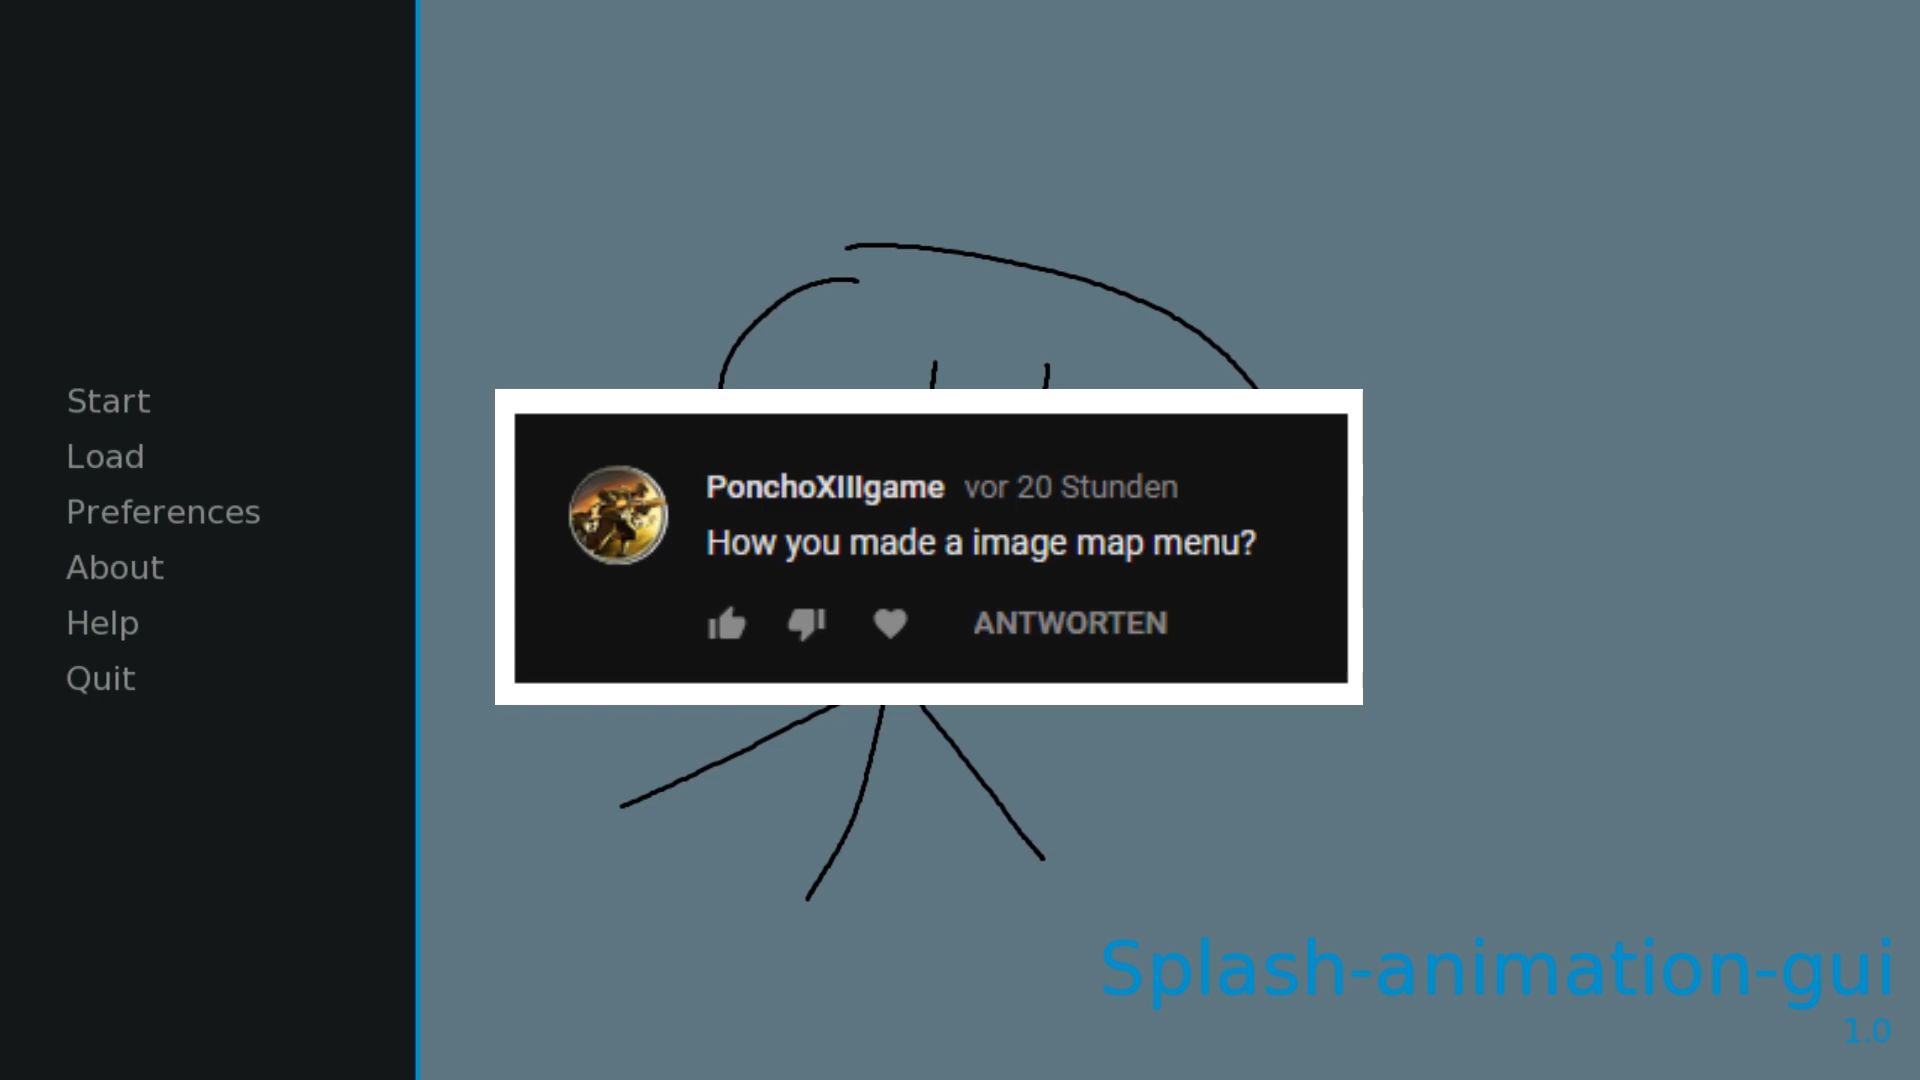 Start
Load
Preferences
About
Help
Quit
PonchoXIIIgame vor 20 Stunden
How you made a image map menu?
ANTWORTEN
Splash-animation-gui
1.0